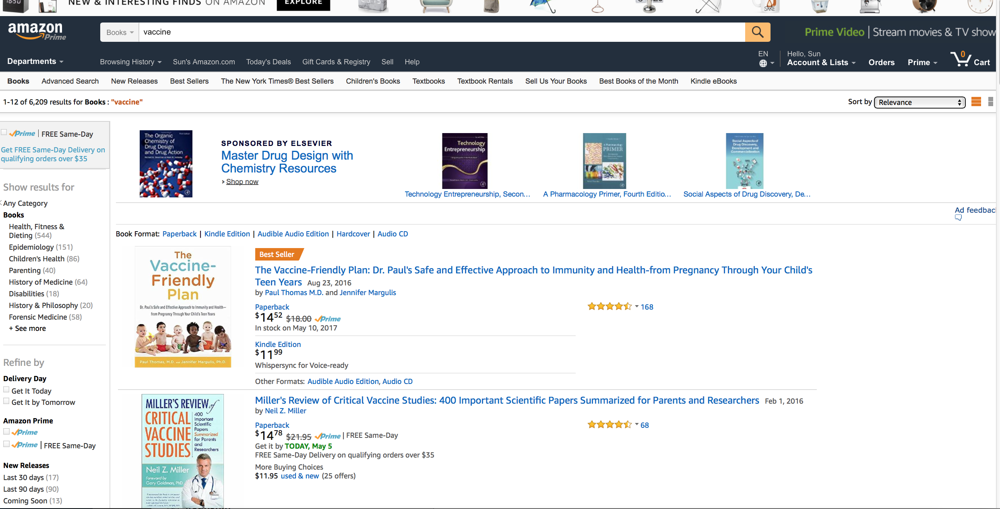 NEW & INTERESTING FINDS ON AMAZON EXPLORE
lunch.
SAKE
amazon Prime
Books vaccine
Prime Video | Stream movies & TV show
Departments Browsing History Sun's Amazon.com Today's Deals Gift Cards & Registry Sell Help
EN Hello, Sun
Account & Lists Orders Prime 0 Cart
Books Advanced Search New Releases Best Sellers The New York Times® Best Sellers Children's Books Textbooks Textbook Rentals Sell Us Your Books Best Books of the Month Kindle eBooks
1-12 of 6,209 results for Books : "vaccine"
Sort by Relevance
Prime | FREE Same-Day
Get FREE Same-Day Delivery on
qualifying orders over $35
Show results for
Any Category
Books
Health, Fitness &
Dieting (544)
Epidemiology (151)
Children's Health (86)
Parenting (40)
History of Medicine (64)
Disabilities (18)
History & Philosophy (20)
Forensic Medicine (58)
+ See more
Refine by
Delivery Day
Get It Today
Get It by Tomorrow
Amazon Prime
Prime
Prime | FREE Same-Day
New Releases
Last 30 days (17)
Last 90 days (90)
Coming Soon (13)
The Organic
Chemistry of
Drug Design
and Drug Action
SPONSORED BY ELSEVIER
Master Drug Design with
Chemistry Resources
› Shop now
Technology
Entrepreneurship
Technology Entrepreneurship, Secon...
A Pharmacology
PRIMER
A Pharmacology Primer, Fourth Editio...
Social Aspects of
Drug Discovery,
Development and
Commercialization
Social Aspects of Drug Discovery, De...
Ad feedbac
Book Format: Paperback | Kindle Edition | Audible Audio Edition | Hardcover | Audio CD
The
Vaccine-
Friendly
Plan
Dr. Paul's Safe and Effective Approach to Immunity and Health—
from Pregnancy Through Your Child's Teen Years
Paul Thomas, M.D. and Jennifer Margulis, Ph.D.
Best Seller
The Vaccine-Friendly Plan: Dr. Paul's Safe and Effective Approach to Immunity and Health-from Pregnancy Through Your Child's
Teen Years Aug 23, 2016
by Paul Thomas M.D. and Jennifer Margulis
Paperback
$14 52 $18.00 Prime
In stock on May 10, 2017
168
Kindle Edition
$11 99
Whispersync for Voice-ready
Other Formats: Audible Audio Edition, Audio CD
MILLER'S REVIEW of
CRITICAL
VACCINE
STUDIES
400
Important
Scientific
Papers
Summarized
for Parents
and
Researchers
Neil Z. Miller
Foreword by
Gary Goldman, PhD
Miller's Review of Critical Vaccine Studies: 400 Important Scientific Papers Summarized for Parents and Researchers Feb 1, 2016
by Neil Z. Miller
Paperback
$14 78 $21.95 Prime | FREE Same-Day
Get it by TODAY, May 5
FREE Same-Day Delivery on qualifying orders over $35
68
More Buying Choices
$11.95 used & new (25 offers)